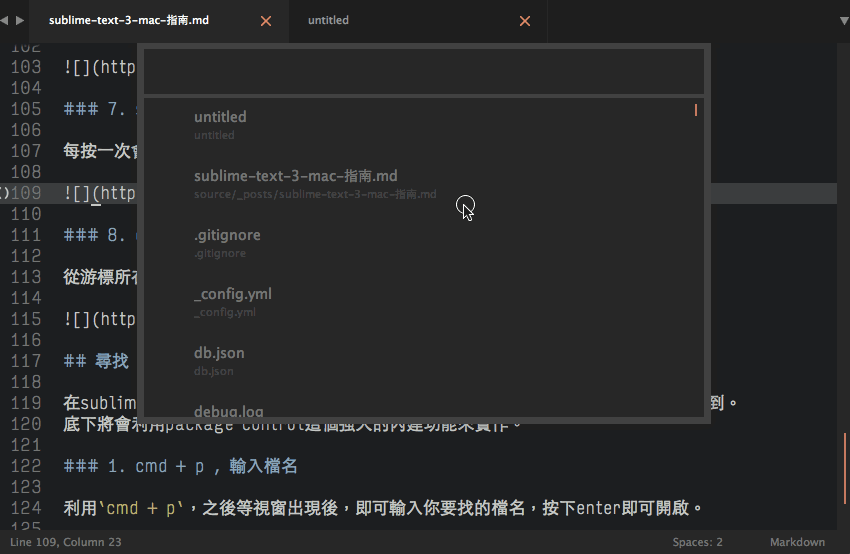 sublime-text-3-mac-指南.md
untitled
102
103 ![](http
104
105 ### 7.
106
107 每按一次會
108
109 ![](http
110
111 ### 8.
112
113 從游標所在
114
115 ![](http
116
117 ## 尋找
118
119 在sublim 到。
120 底下將會利用package control這個強大的內建功能來實作。
121
122 ### 1. cmd + p , 輸入檔名
123
124 利用`cmd + p`，之後等視窗出現後，即可輸入你要找的檔名，按下enter即可開啟。
125
untitled
untitled
sublime-text-3-mac-指南.md
source/_posts/sublime-text-3-mac-指南.md
.gitignore
.gitignore
_config.yml
_config.yml
db.json
db.json
debug.log
Line 109, Column 23
Spaces: 2
Markdown